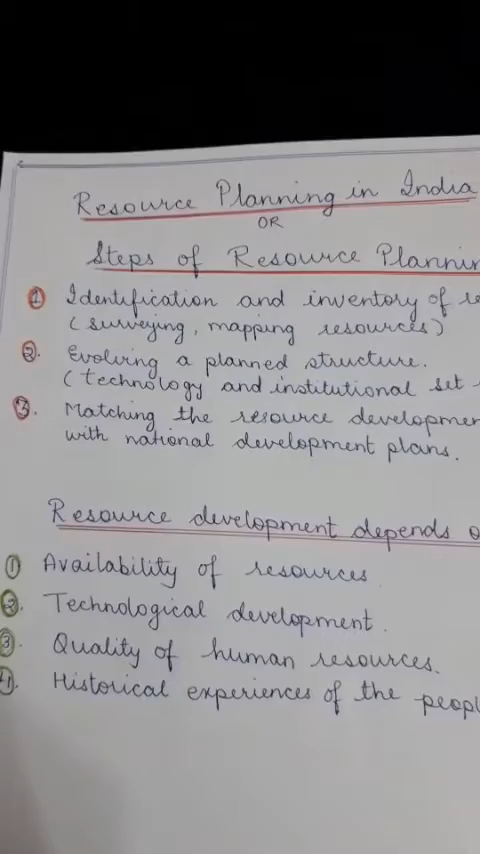 Resource Planning in India
OR
Steps of Resource Plannin
① Identification and inventory of re
(surveying, mapping resources)
②. Evolving a planned structure.
(technology and institutional set
③. Matching the resource developmen
with national development plans.
Resource development depends o
① Availability of resources
②. Technological development.
③. Quality of human resources.
④. Historical experiences of the peopl